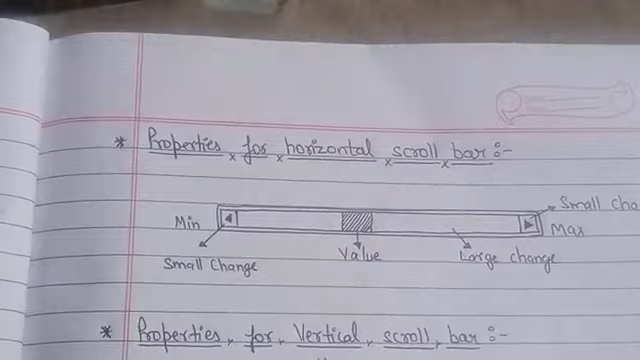 * Properties for horizontal scroll bar :-
Small Cha
Min
Max
Small Change
Value
Large change
* Properties for Vertical scroll bar :-